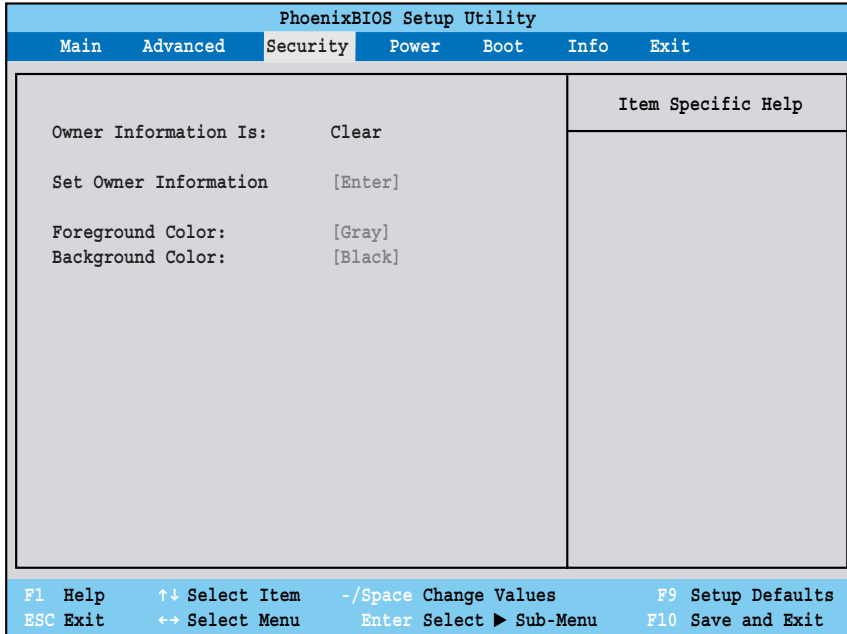 PhoenixBIOS Setup Utility
Main Advanced Security Power Boot Info Exit
Item Specific Help
Owner Information Is: Clear
Set Owner Information [Enter]
Foreground Color: [Gray]
Background Color: [Black]
F1 Help ↑↓ Select Item -/Space Change Values F9 Setup Defaults
ESC Exit ←→ Select Menu Enter Select ▶ Sub-Menu F10 Save and Exit